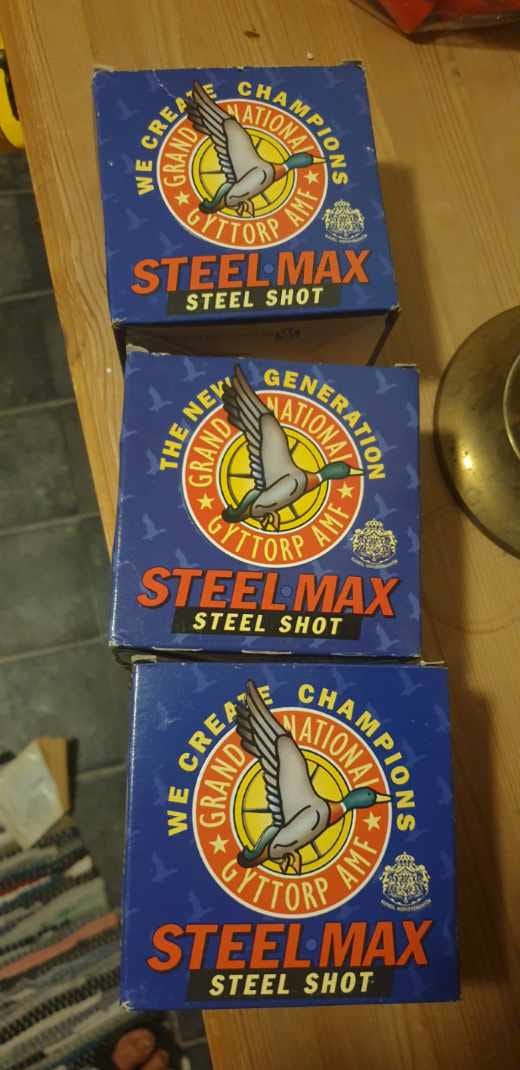 WE CREATE CHAMPIONS
GRAND NATIONAL
GYTTORP AMF
STEEL·MAX
STEEL SHOT
THE NEW GENERATION
GRAND NATIONAL
GYTTORP AMF
STEEL·MAX
STEEL SHOT
WE CREATE CHAMPIONS
GRAND NATIONAL
GYTTORP AMF
STEEL·MAX
STEEL SHOT